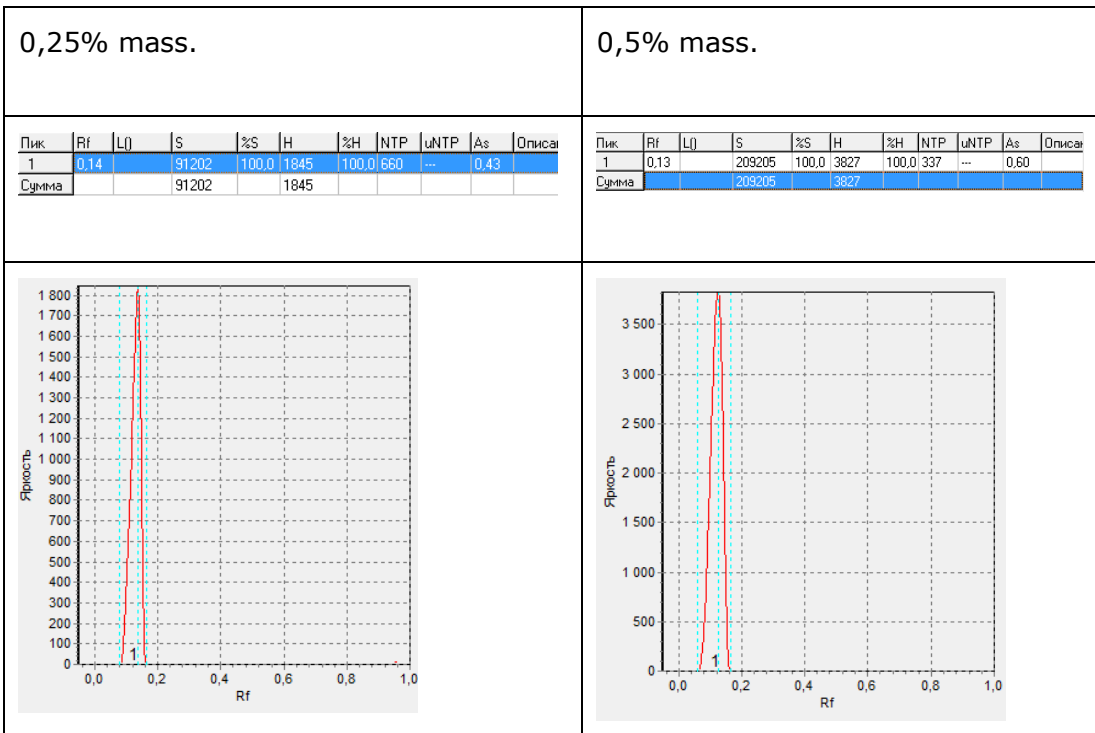 0,25% mass.
0,5% mass.
Пик Rf L() S %S H %H NTP uNTP As Описан
1 0,14 91202 100,0 1845 100,0 660 --- 0,43
Сумма 91202 1845
Пик Rf L() S %S H %H NTP uNTP As Описан
1 0,13 209205 100,0 3827 100,0 337 --- 0,60
Сумма 209205 3827
1 800
1 700
1 600
1 500
1 400
1 300
1 200
1 100
1 000
900
800
700
600
500
400
300
200
100
0
Яркость
1
0,0 0,2 0,4 0,6 0,8 1,0
Rf
3 500
3 000
2 500
2 000
1 500
1 000
500
0
Яркость
1
0,0 0,2 0,4 0,6 0,8 1,0
Rf